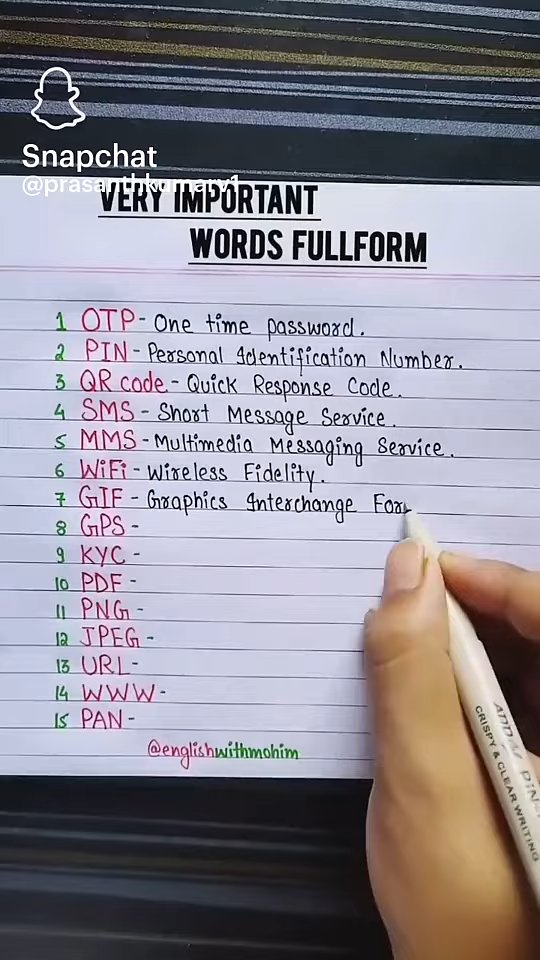 Snapchat
@prasanthkumarv1
VERY IMPORTANT
WORDS FULLFORM
1 OTP - One time password.
2 PIN - Personal Identification Number.
3 QR code - Quick Response Code.
4 SMS - Short Message Service.
5 MMS - Multimedia Messaging Service.
6 WiFi - Wireless Fidelity.
7 GIF - Graphics Interchange For
8 GPS -
9 KYC -
10 PDF -
11 PNG -
12 JPEG -
13 URL -
14 WWW -
15 PAN -
@englishwithmohim
CRISPY & CLEAR WRITING